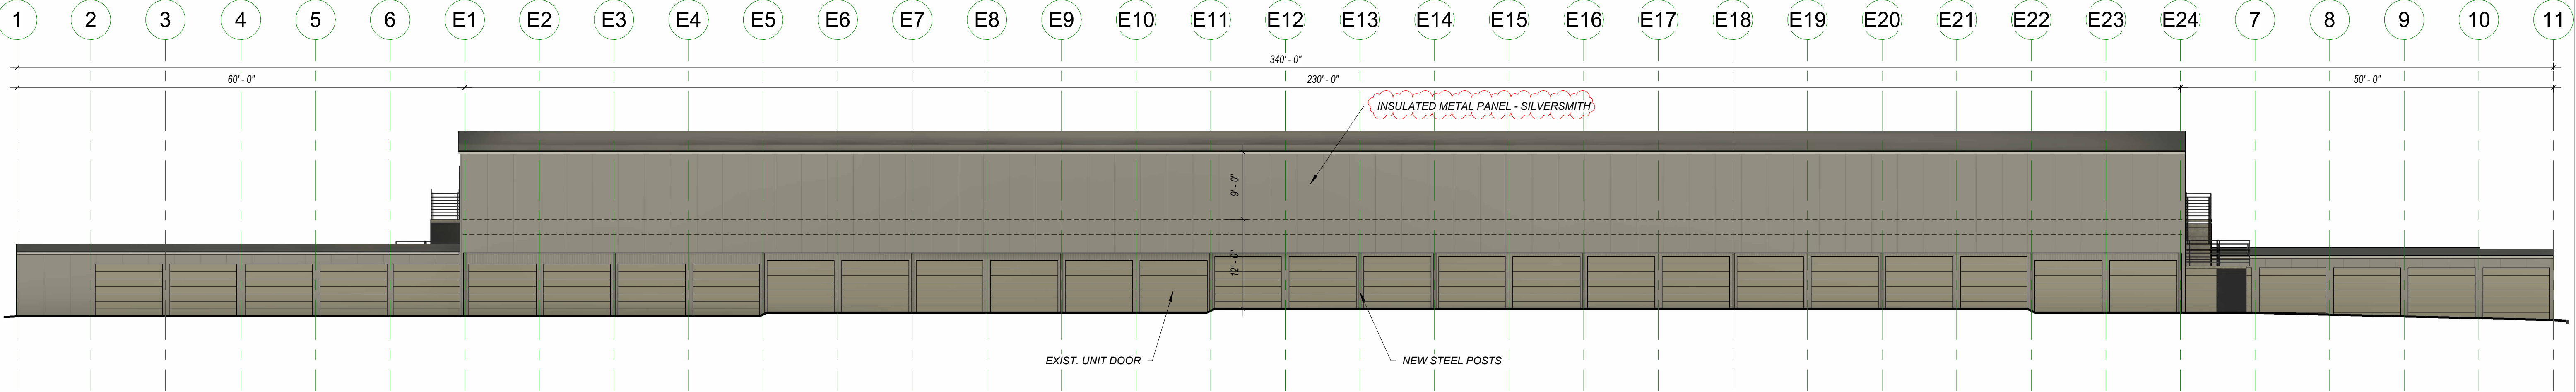 1 2 3 4 5 6 E1 E2 E3 E4 E5 E6 E7 E8 E9 E10 E11 E12 E13 E14 E15 E16 E17 E18 E19 E20 E21 E22 E23 E24 7 8 9 10 11
340' - 0"
60' - 0" 230' - 0" 50' - 0"
INSULATED METAL PANEL - SILVERSMITH
9' - 0"
12' - 0"
EXIST. UNIT DOOR NEW STEEL POSTS